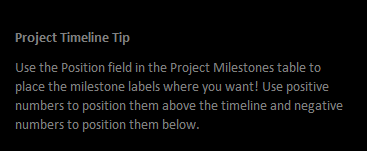 Project Timeline Tip
Use the Position field in the Project Milestones table to
place the milestone labels where you want! Use positive
numbers to position them above the timeline and negative
numbers to position them below.